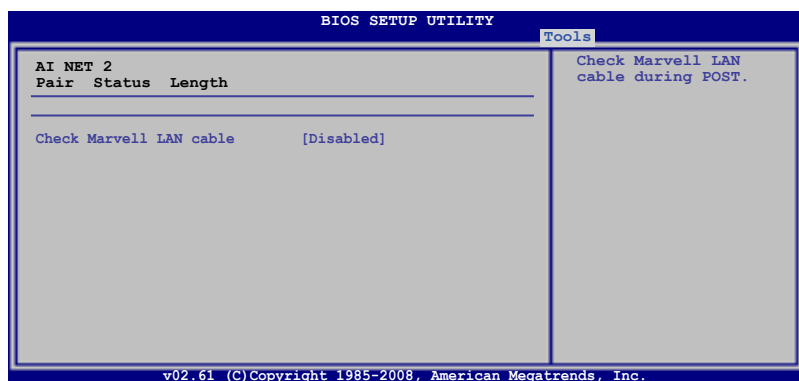 BIOS SETUP UTILITY
Tools
AI NET 2
Pair Status Length
Check Marvell LAN cable [Disabled]
Check Marvell LAN
cable during POST.
v02.61 (C)Copyright 1985-2008, American Megatrends, Inc.